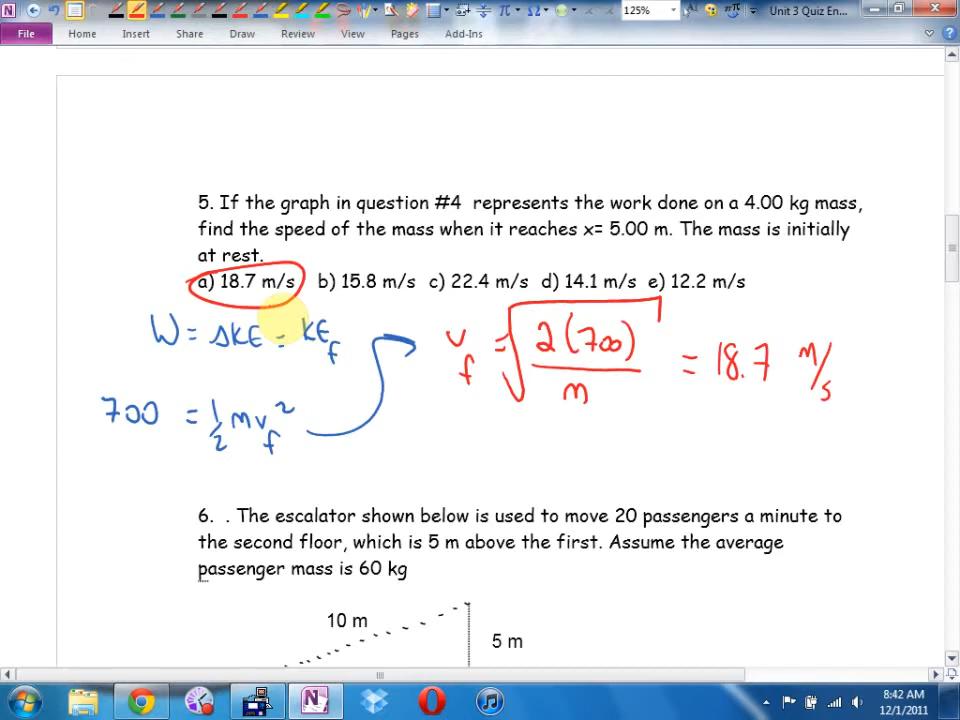 125%
Unit 3 Quiz En...
File Home Insert Share Draw Review View Pages Add-Ins
5. If the graph in question #4 represents the work done on a 4.00 kg mass,
find the speed of the mass when it reaches x= 5.00 m. The mass is initially
at rest.
a) 18.7 m/s b) 15.8 m/s c) 22.4 m/s d) 14.1 m/s e) 12.2 m/s
W = ΔKE = KE_f
700 = 1/2 mv_f²
v_f = √(2(700)/m) = 18.7 m/s
6. . The escalator shown below is used to move 20 passengers a minute to
the second floor, which is 5 m above the first. Assume the average
passenger mass is 60 kg
10 m
5 m
8:42 AM
12/1/2011